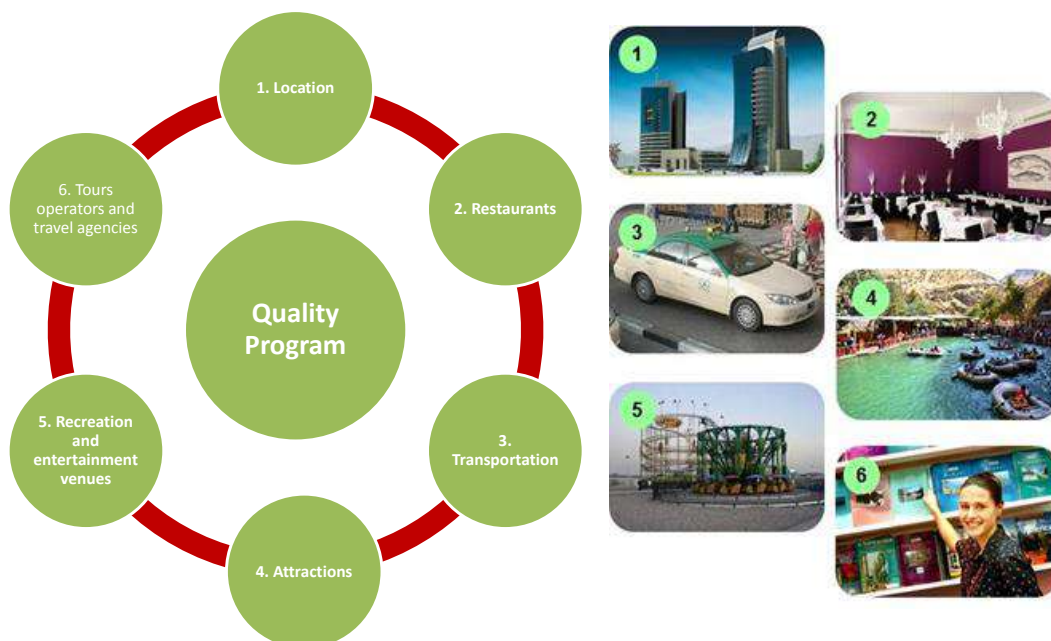 1. Location
2. Restaurants
3.
Transportation
4. Attractions
5. Recreation
and
entertainment
venues
6. Tours
operators and
travel agencies
Quality
Program
1
2
3
4
5
6